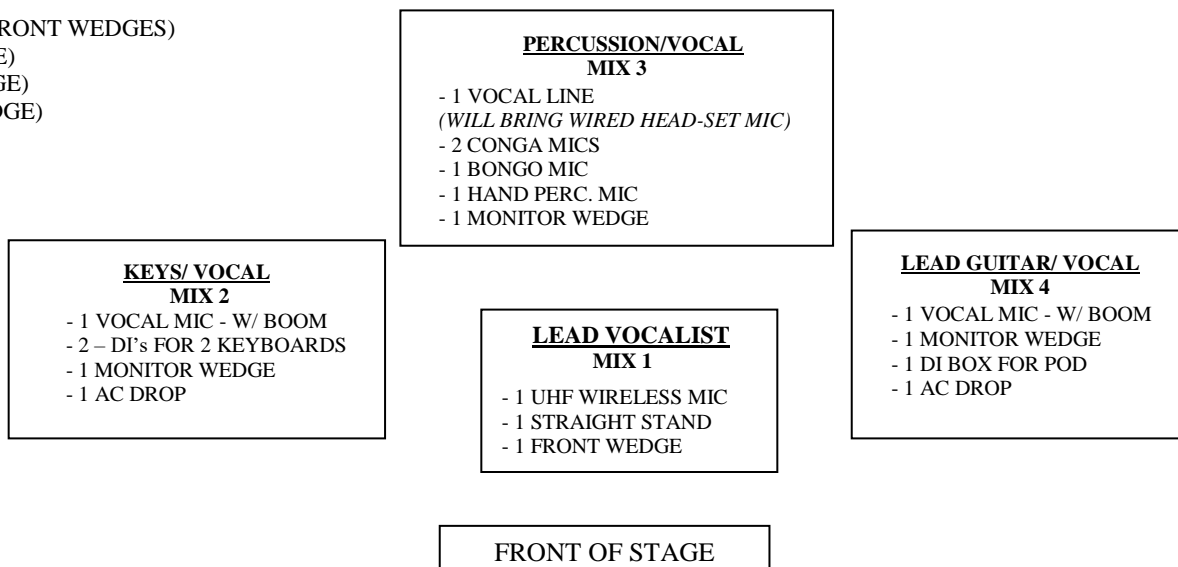 RONT WEDGES)
E)
GE)
DGE)
PERCUSSION/VOCAL
MIX 3
- 1 VOCAL LINE
(WILL BRING WIRED HEAD-SET MIC)
- 2 CONGA MICS
- 1 BONGO MIC
- 1 HAND PERC. MIC
- 1 MONITOR WEDGE
KEYS/ VOCAL
MIX 2
- 1 VOCAL MIC - W/ BOOM
- 2 – DI's FOR 2 KEYBOARDS
- 1 MONITOR WEDGE
- 1 AC DROP
LEAD VOCALIST
MIX 1
- 1 UHF WIRELESS MIC
- 1 STRAIGHT STAND
- 1 FRONT WEDGE
LEAD GUITAR/ VOCAL
MIX 4
- 1 VOCAL MIC - W/ BOOM
- 1 MONITOR WEDGE
- 1 DI BOX FOR POD
- 1 AC DROP
FRONT OF STAGE